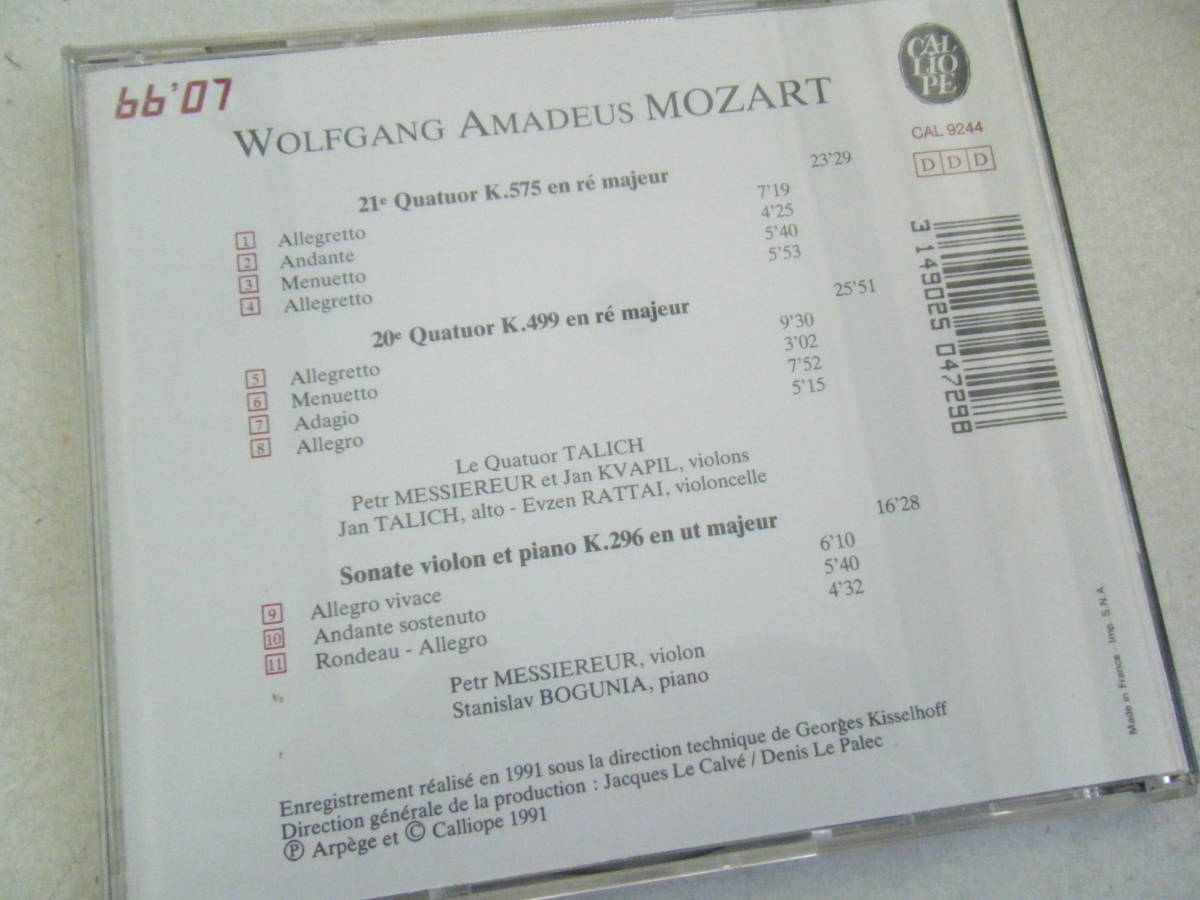 66'07
WOLFGANG AMADEUS MOZART
CAL
LIO
PE
CAL 9244
D D D
21e Quatuor K.575 en ré majeur 23'29
1 Allegretto 7'19
2 Andante 4'25
3 Menuetto 5'40
4 Allegretto 5'53
20e Quatuor K.499 en ré majeur 25'51
5 Allegretto 9'30
6 Menuetto 3'02
7 Adagio 7'52
8 Allegro 5'15
Le Quatuor TALICH
Petr MESSIEREUR et Jan KVAPIL, violons
Jan TALICH, alto - Evzen RATTAI, violoncelle
Sonate violon et piano K.296 en ut majeur 16'28
9 Allegro vivace 6'10
10 Andante sostenuto 5'40
11 Rondeau - Allegro 4'32
Petr MESSIEREUR, violon
Stanislav BOGUNIA, piano
Enregistrement réalisé en 1991 sous la direction technique de Georges Kisselhoff
Direction générale de la production : Jacques Le Calvé / Denis Le Palec
Ⓟ Arpège et © Calliope 1991
3 149025 047298
Made in France - Imp. S.N.A.